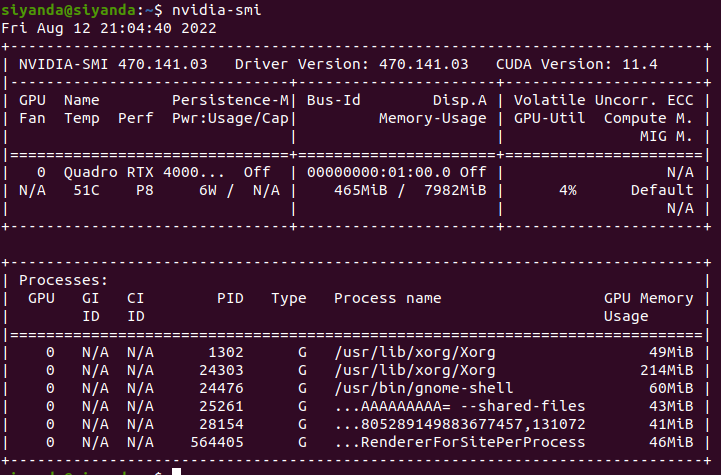 siyanda@siyanda:~$ nvidia-smi
Fri Aug 12 21:04:40 2022
+-----------------------------------------------------------------------------+
| NVIDIA-SMI 470.141.03   Driver Version: 470.141.03   CUDA Version: 11.4     |
|-------------------------------+----------------------+----------------------+
| GPU  Name        Persistence-M| Bus-Id        Disp.A | Volatile Uncorr. ECC |
| Fan  Temp  Perf  Pwr:Usage/Cap|         Memory-Usage | GPU-Util  Compute M. |
|                               |                      |               MIG M. |
|===============================+======================+======================|
|   0  Quadro RTX 4000...  Off  | 00000000:01:00.0 Off |                  N/A |
| N/A   51C    P8     6W /  N/A |    465MiB /  7982MiB |      4%      Default |
|                               |                      |                  N/A |
+-------------------------------+----------------------+----------------------+
+-----------------------------------------------------------------------------+
| Processes:                                                                  |
|  GPU   GI   CI        PID   Type   Process name                  GPU Memory |
|        ID   ID                                                   Usage      |
|=============================================================================|
|    0   N/A  N/A      1302      G   /usr/lib/xorg/Xorg                 49MiB |
|    0   N/A  N/A     24303      G   /usr/lib/xorg/Xorg                214MiB |
|    0   N/A  N/A     24476      G   /usr/bin/gnome-shell               60MiB |
|    0   N/A  N/A     25261      G   ...AAAAAAAAA= --shared-files       43MiB |
|    0   N/A  N/A     28154      G   ...805289149883677457,131072       41MiB |
|    0   N/A  N/A    564405      G   ...RendererForSitePerProcess       46MiB |
+-----------------------------------------------------------------------------+